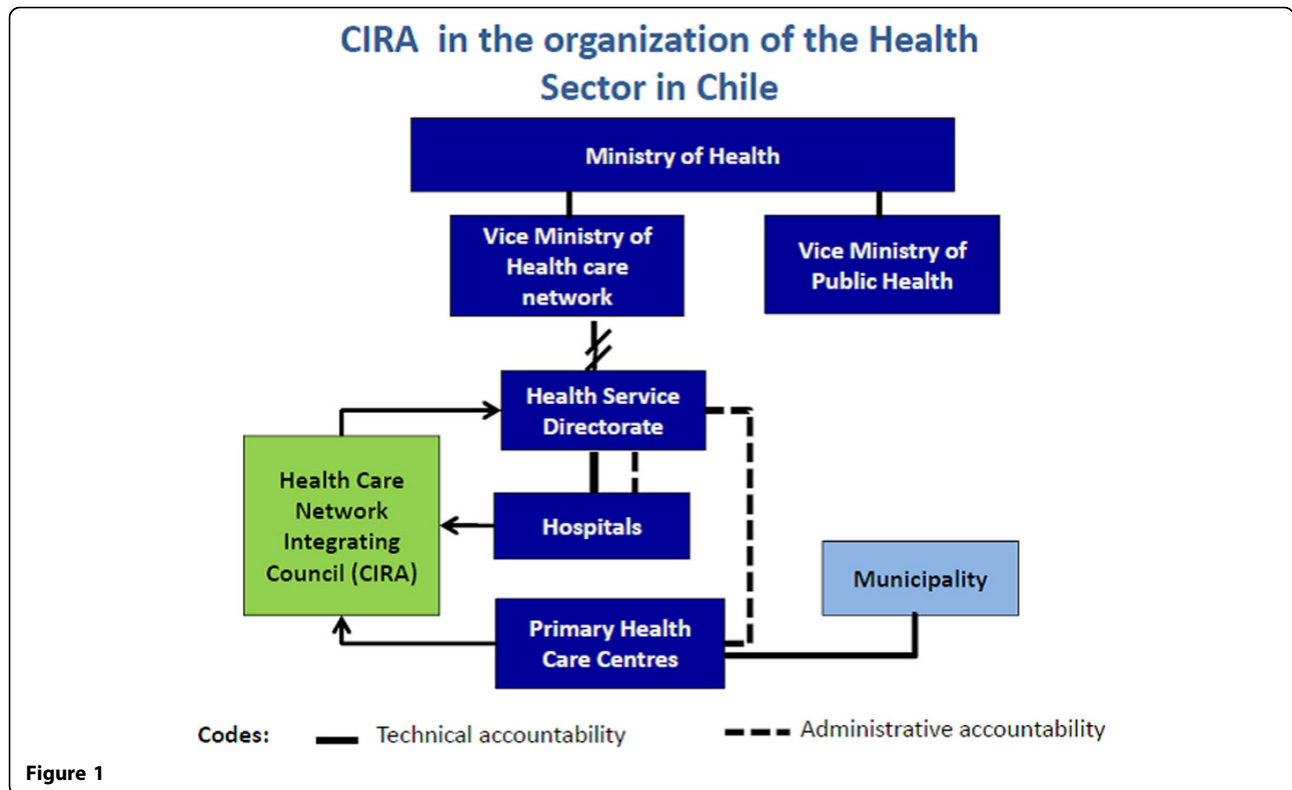 CIRA in the organization of the Health
Sector in Chile
Ministry of Health
Vice Ministry of
Health care
network
Vice Ministry of
Public Health
Health Service
Directorate
Health Care
Network
Integrating
Council (CIRA)
Hospitals
Municipality
Primary Health
Care Centres
Codes: Technical accountability Administrative accountability
Figure 1